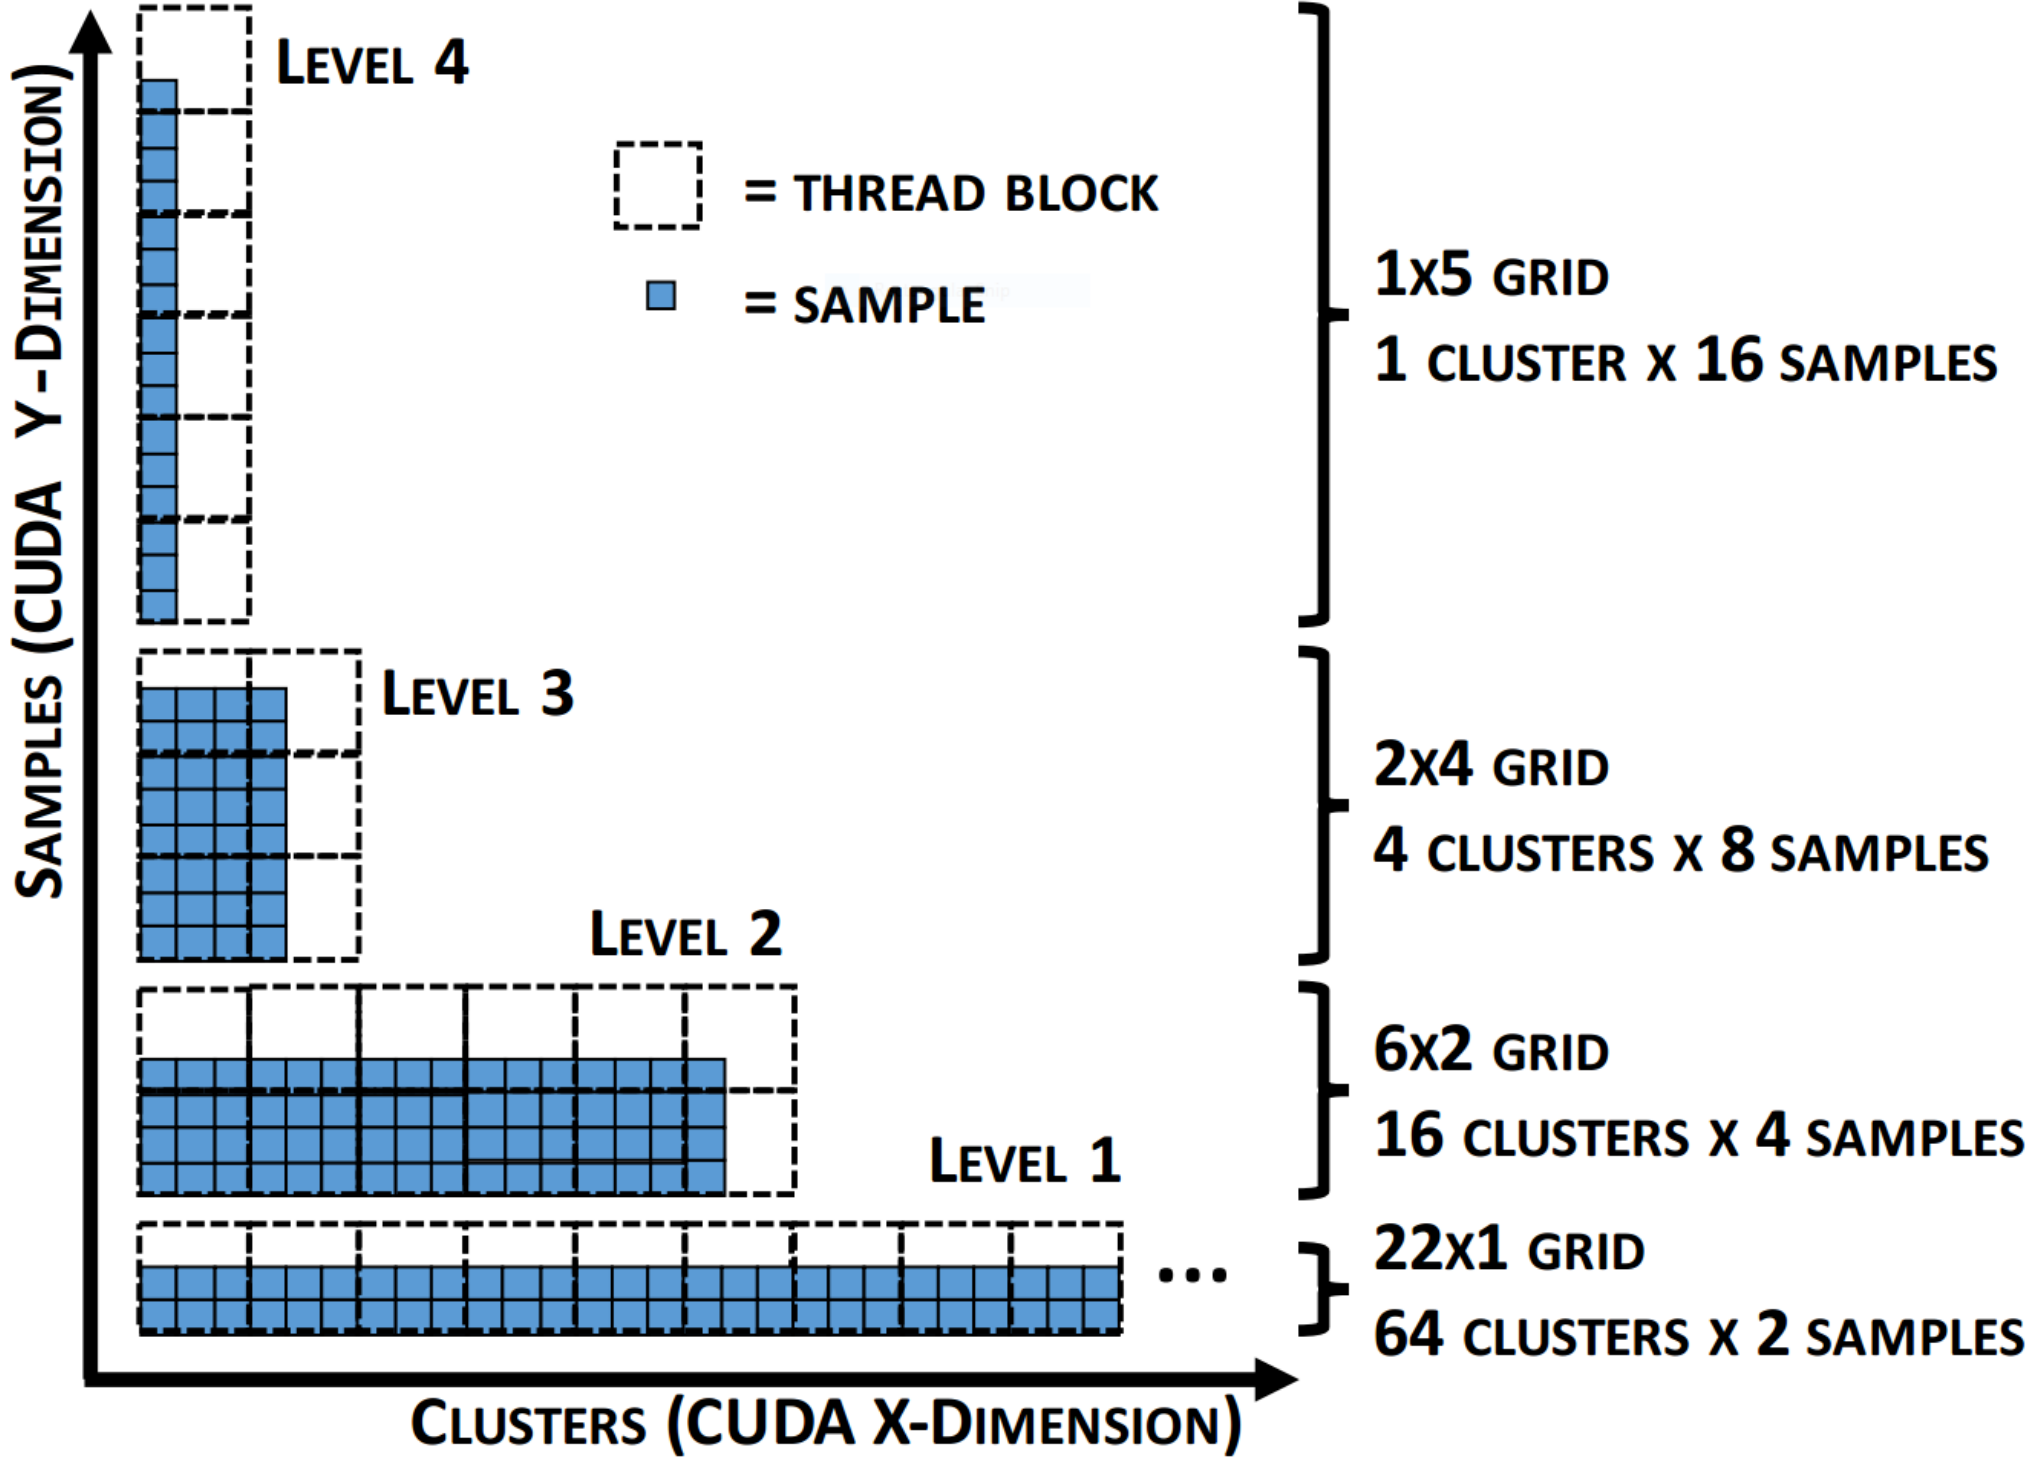 SAMPLES (CUDA Y-DIMENSION)
LEVEL 4
= THREAD BLOCK
= SAMPLE
1X5 GRID
1 CLUSTER X 16 SAMPLES
LEVEL 3
2X4 GRID
4 CLUSTERS X 8 SAMPLES
LEVEL 2
6X2 GRID
16 CLUSTERS X 4 SAMPLES
LEVEL 1
...
22X1 GRID
64 CLUSTERS X 2 SAMPLES
CLUSTERS (CUDA X-DIMENSION)